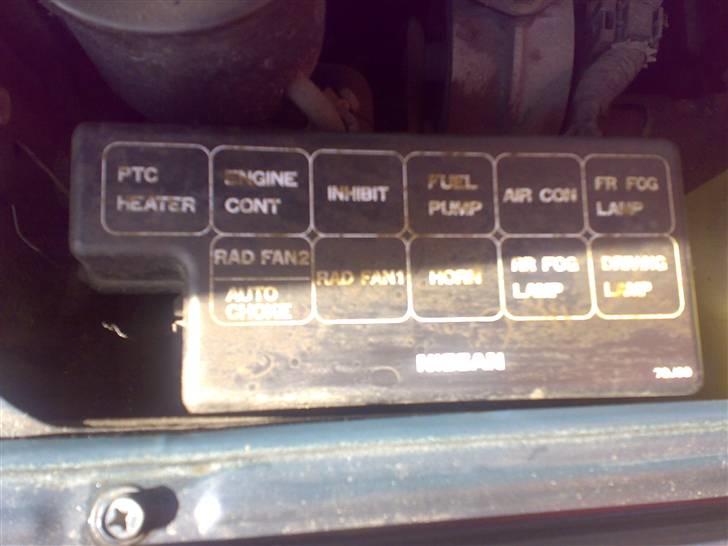 PTC
HEATER
ENGINE
CONT
INHIBIT
FUEL
PUMP
AIR CON
FR FOG
LAMP
RAD FAN2
AUTO
CHOKE
RAD FAN1
HORN
RR FOG
LAMP
DRIVING
LAMP
NISSAN